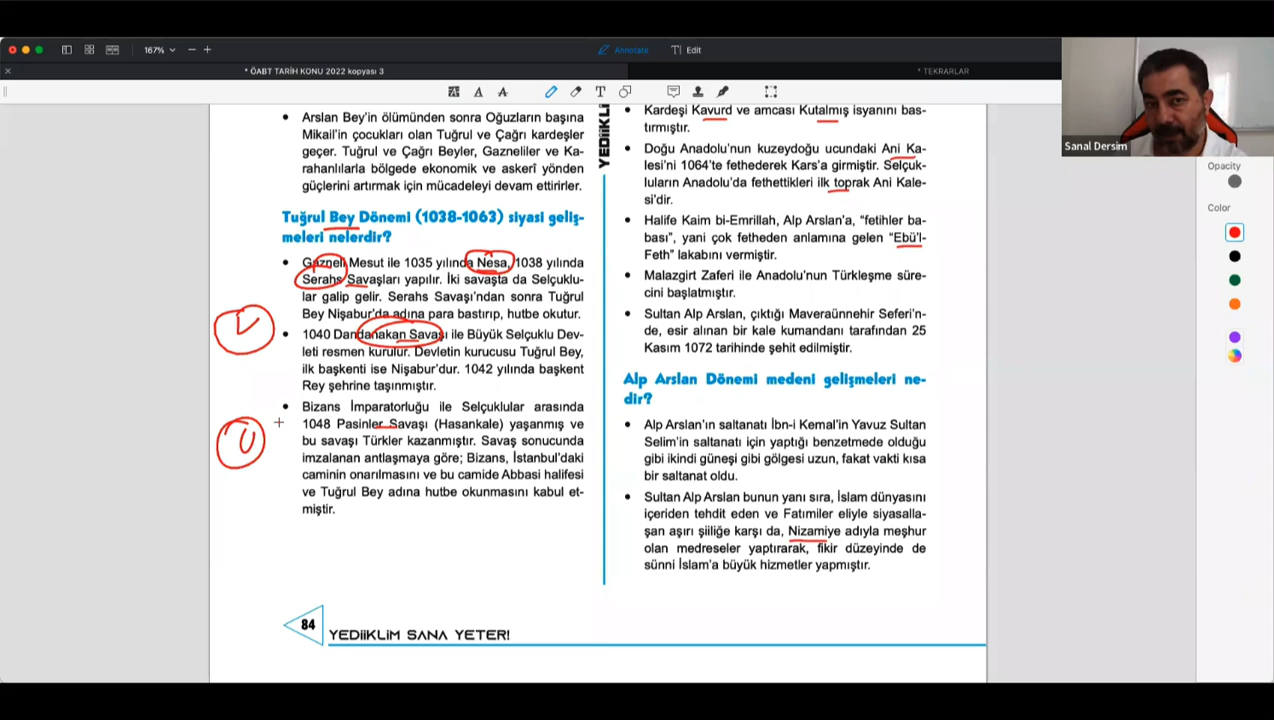 167%
Annotate
Edit
* ÖABT TARİH KONU 2022 kopyası 3
* TEKRARLAR
Sanal Dersim
Opacity
Color
Arslan Bey'in ölümünden sonra Oğuzların başına
Mikail'in çocukları olan Tuğrul ve Çağrı kardeşler
geçer. Tuğrul ve Çağrı Beyler, Gazneliler ve Ka-
rahanlılarla bölgede ekonomik ve askerî yönden
güçlerini artırmak için mücadeleyi devam ettirirler.
Tuğrul Bey Dönemi (1038-1063) siyasi geliş-
meleri nelerdir?
• Gazneli Mesut ile 1035 yılında Nesa, 1038 yılında
Serahs Savaşları yapılır. İki savaşta da Selçuklu-
lar galip gelir. Serahs Savaşı'ndan sonra Tuğrul
Bey Nişabur'da adına para bastırıp, hutbe okutur.
• 1040 Dandanakan Savaşı ile Büyük Selçuklu Dev-
leti resmen kurulur. Devletin kurucusu Tuğrul Bey,
ilk başkenti ise Nişabur'dur. 1042 yılında başkent
Rey şehrine taşınmıştır.
• Bizans İmparatorluğu ile Selçuklular arasında
1048 Pasinler Savaşı (Hasankale) yaşanmış ve
bu savaşı Türkler kazanmıştır. Savaş sonucunda
imzalanan antlaşmaya göre; Bizans, İstanbul'daki
caminin onarılmasını ve bu camide Abbasi halifesi
ve Tuğrul Bey adına hutbe okunmasını kabul et-
miştir.
84
YEDİİKLİM SANA YETER!
YEDİİKLİ
Kardeşi Kavurd ve amcası Kutalmış isyanını bas-
tırmıştır.
• Doğu Anadolu'nun kuzeydoğu ucundaki Ani Ka-
lesi'ni 1064'te fethederek Kars'a girmiştir. Selçuk-
luların Anadolu'da fethettikleri ilk toprak Ani Kale-
si'dir.
• Halife Kaim bi-Emrillah, Alp Arslan'a, "fetihler ba-
bası", yani çok fetheden anlamına gelen "Ebü'l-
Feth" lakabını vermiştir.
• Malazgirt Zaferi ile Anadolu'nun Türkleşme süre-
cini başlatmıştır.
• Sultan Alp Arslan, çıktığı Maveraünnehir Seferi'n-
de, esir alınan bir kale kumandanı tarafından 25
Kasım 1072 tarihinde şehit edilmiştir.
Alp Arslan Dönemi medeni gelişmeleri ne-
dir?
• Alp Arslan'ın saltanatı İbn-i Kemal'in Yavuz Sultan
Selim'in saltanatı için yaptığı benzetmede olduğu
gibi ikindi güneşi gibi gölgesi uzun, fakat vakti kısa
bir saltanat oldu.
• Sultan Alp Arslan bunun yanı sıra, İslam dünyasını
içeriden tehdit eden ve Fatımiler eliyle siyasalla-
şan aşırı şiiliğe karşı da, Nizamiye adıyla meşhur
olan medreseler yaptırarak, fikir düzeyinde de
sünni İslam'a büyük hizmetler yapmıştır.